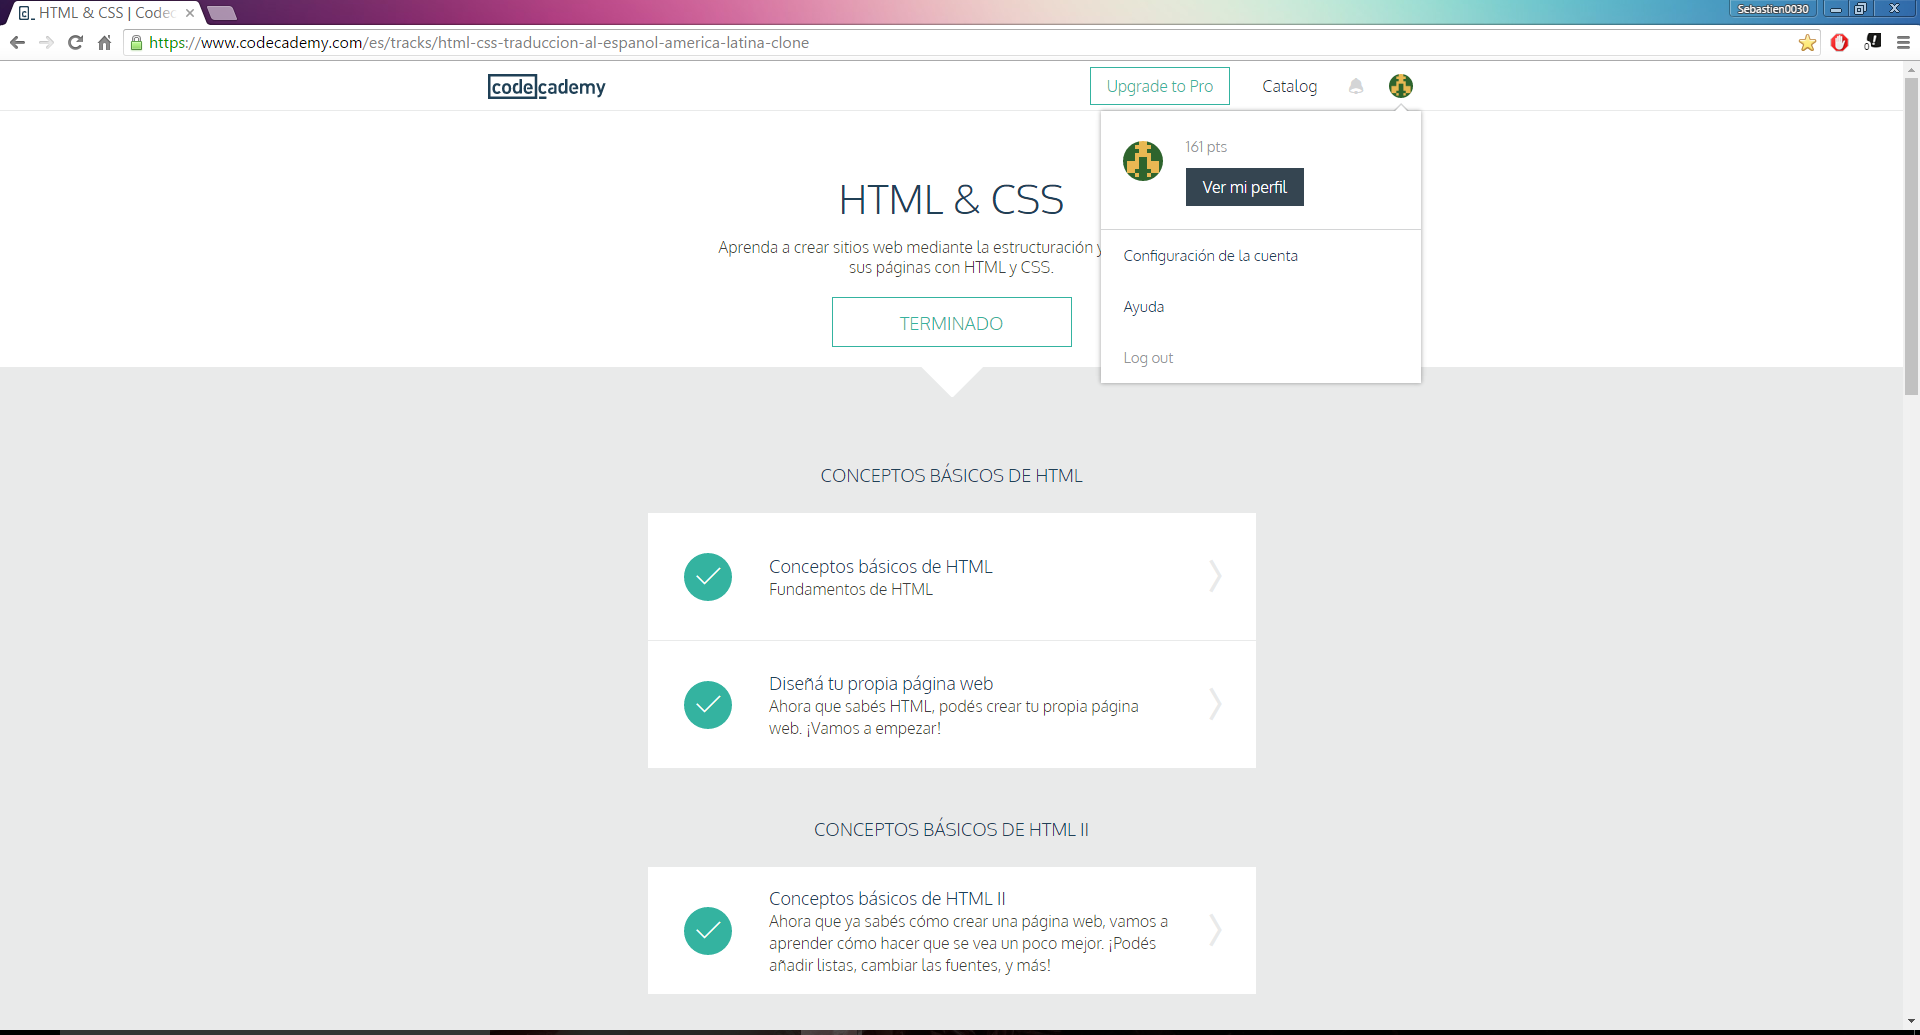 HTML & CSS | Codec
Sebastien0030
https://www.codecademy.com/es/tracks/html-css-traduccion-al-espanol-america-latina-clone
codecademy
Upgrade to Pro
Catalog
161 pts
Ver mi perfil
Configuración de la cuenta
Ayuda
Log out
HTML & CSS
Aprenda a crear sitios web mediante la estructuración y
sus páginas con HTML y CSS.
TERMINADO
CONCEPTOS BÁSICOS DE HTML
Conceptos básicos de HTML
Fundamentos de HTML
Diseñá tu propia página web
Ahora que sabés HTML, podés crear tu propia página
web. ¡Vamos a empezar!
CONCEPTOS BÁSICOS DE HTML II
Conceptos básicos de HTML II
Ahora que ya sabés cómo crear una página web, vamos a
aprender cómo hacer que se vea un poco mejor. ¡Podés
añadir listas, cambiar las fuentes, y más!